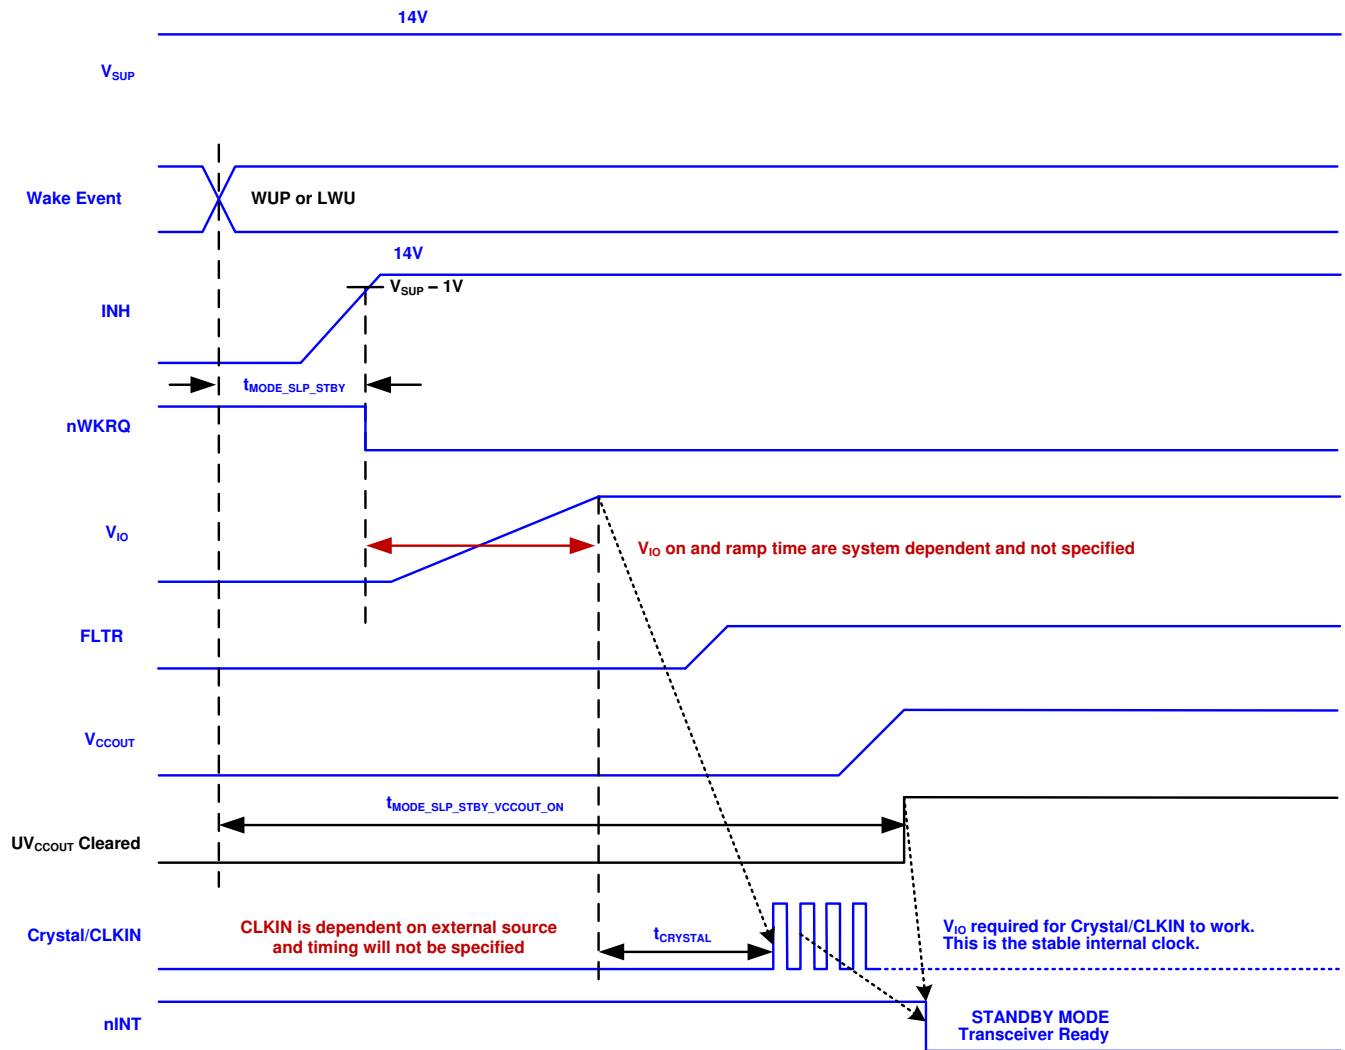 14V
VSUP
Wake Event
WUP or LWU
14V
VSUP – 1V
INH
tMODE_SLP_STBY
nWKRQ
VIO
VIO on and ramp time are system dependent and not specified
FLTR
VCCOUT
tMODE_SLP_STBY_VCCOUT_ON
UVCCOUT Cleared
Crystal/CLKIN
CLKIN is dependent on external source
and timing will not be specified
tCRYSTAL
VIO required for Crystal/CLKIN to work.
This is the stable internal clock.
nINT
STANDBY MODE
Transceiver Ready